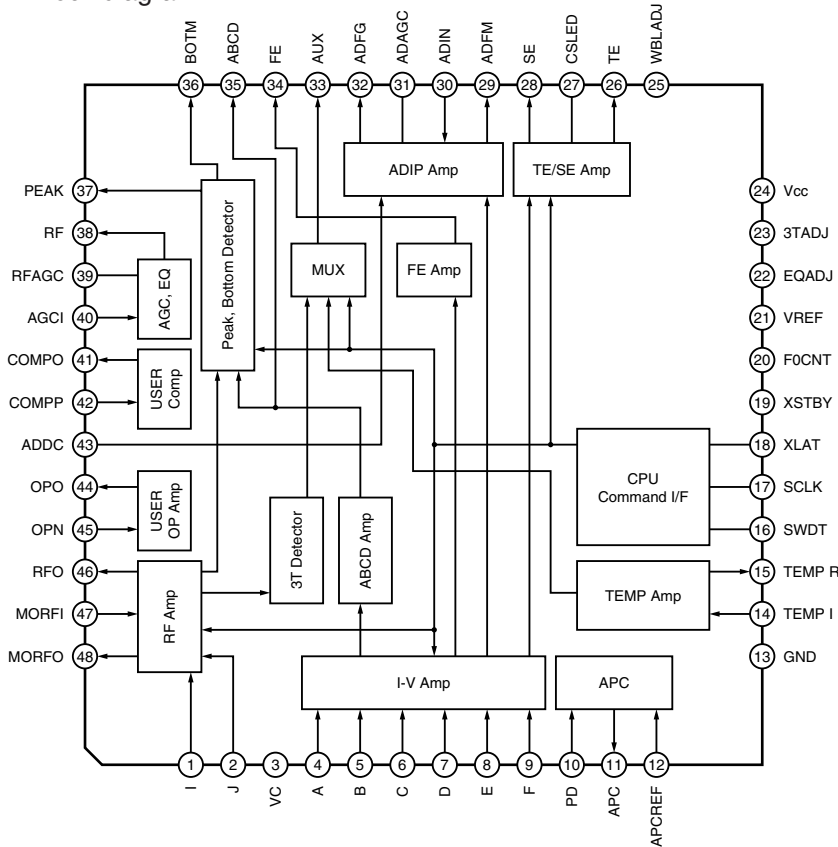 BOTM
ABCD
FE
AUX
ADFG
ADAGC
ADIN
ADFM
SE
CSLED
TE
WBLADJ
36
35
34
33
32
31
30
29
28
27
26
25
PEAK
37
RF
38
RFAGC
39
AGCI
40
COMPO
41
COMPP
42
ADDC
43
OPO
44
OPN
45
RFO
46
MORFI
47
MORFO
48
24
Vcc
23
3TADJ
22
EQADJ
21
VREF
20
F0CNT
19
XSTBY
18
XLAT
17
SCLK
16
SWDT
15
TEMP R
14
TEMP I
13
GND
ADIP Amp
TE/SE Amp
Peak, Bottom Detector
MUX
FE Amp
AGC, EQ
USER
Comp
CPU
Command I/F
USER
OP Amp
3T Detector
ABCD Amp
TEMP Amp
RF Amp
I-V Amp
APC
1
2
3
4
5
6
7
8
9
10
11
12
I
J
VC
A
B
C
D
E
F
PD
APC
APCREF